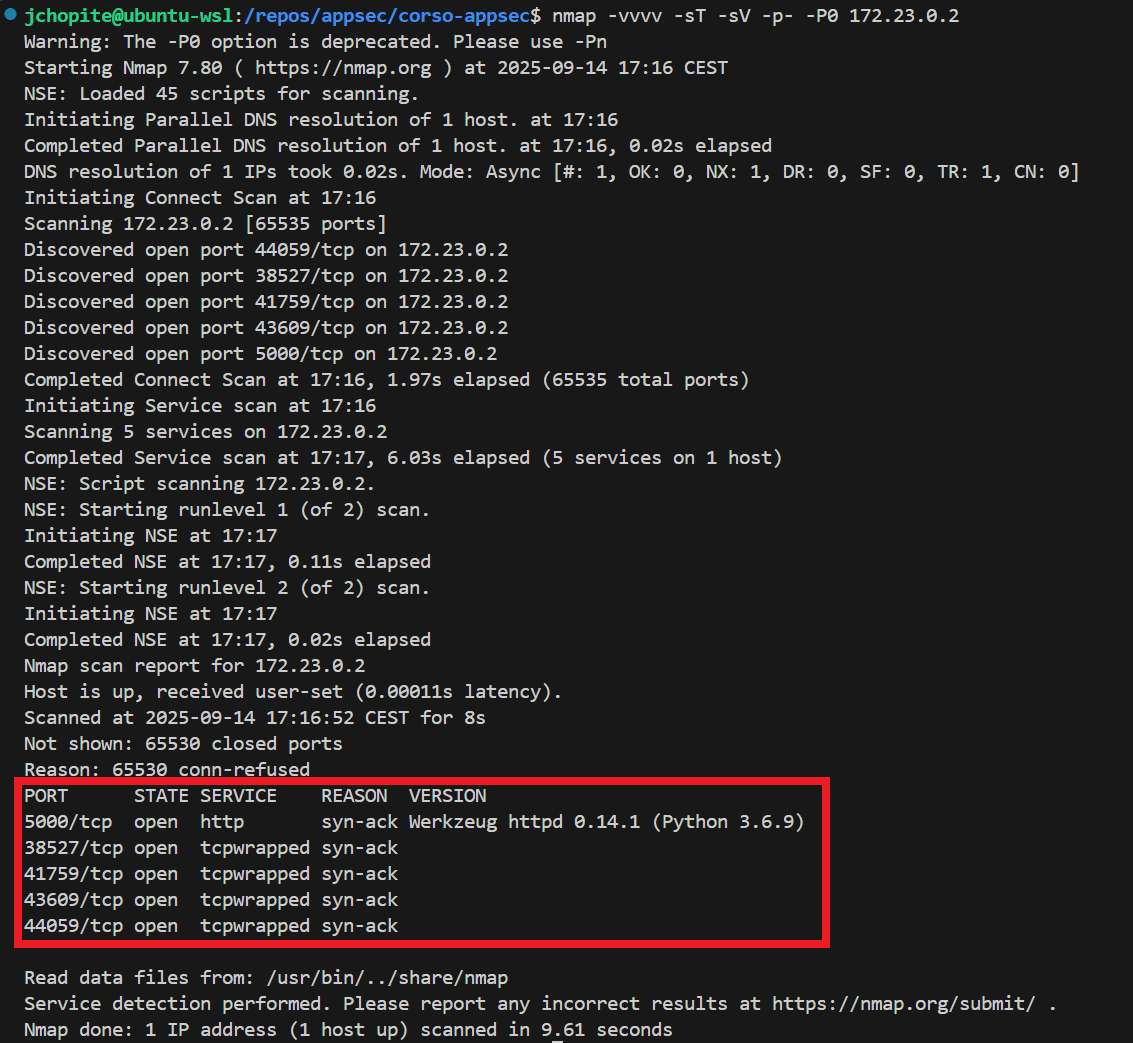 jchopite@ubuntu-wsl:/repos/appsec/corso-appsec$ nmap -vvvv -sT -sV -p- -P0 172.23.0.2
Warning: The -P0 option is deprecated. Please use -Pn
Starting Nmap 7.80 ( https://nmap.org ) at 2025-09-14 17:16 CEST
NSE: Loaded 45 scripts for scanning.
Initiating Parallel DNS resolution of 1 host. at 17:16
Completed Parallel DNS resolution of 1 host. at 17:16, 0.02s elapsed
DNS resolution of 1 IPs took 0.02s. Mode: Async [#: 1, OK: 0, NX: 1, DR: 0, SF: 0, TR: 1, CN: 0]
Initiating Connect Scan at 17:16
Scanning 172.23.0.2 [65535 ports]
Discovered open port 44059/tcp on 172.23.0.2
Discovered open port 38527/tcp on 172.23.0.2
Discovered open port 41759/tcp on 172.23.0.2
Discovered open port 43609/tcp on 172.23.0.2
Discovered open port 5000/tcp on 172.23.0.2
Completed Connect Scan at 17:16, 1.97s elapsed (65535 total ports)
Initiating Service scan at 17:16
Scanning 5 services on 172.23.0.2
Completed Service scan at 17:17, 6.03s elapsed (5 services on 1 host)
NSE: Script scanning 172.23.0.2.
NSE: Starting runlevel 1 (of 2) scan.
Initiating NSE at 17:17
Completed NSE at 17:17, 0.11s elapsed
NSE: Starting runlevel 2 (of 2) scan.
Initiating NSE at 17:17
Completed NSE at 17:17, 0.02s elapsed
Nmap scan report for 172.23.0.2
Host is up, received user-set (0.00011s latency).
Scanned at 2025-09-14 17:16:52 CEST for 8s
Not shown: 65530 closed ports
Reason: 65530 conn-refused
PORT      STATE SERVICE    REASON  VERSION
5000/tcp  open  http       syn-ack Werkzeug httpd 0.14.1 (Python 3.6.9)
38527/tcp open  tcpwrapped syn-ack
41759/tcp open  tcpwrapped syn-ack
43609/tcp open  tcpwrapped syn-ack
44059/tcp open  tcpwrapped syn-ack
Read data files from: /usr/bin/../share/nmap
Service detection performed. Please report any incorrect results at https://nmap.org/submit/ .
Nmap done: 1 IP address (1 host up) scanned in 9.61 seconds